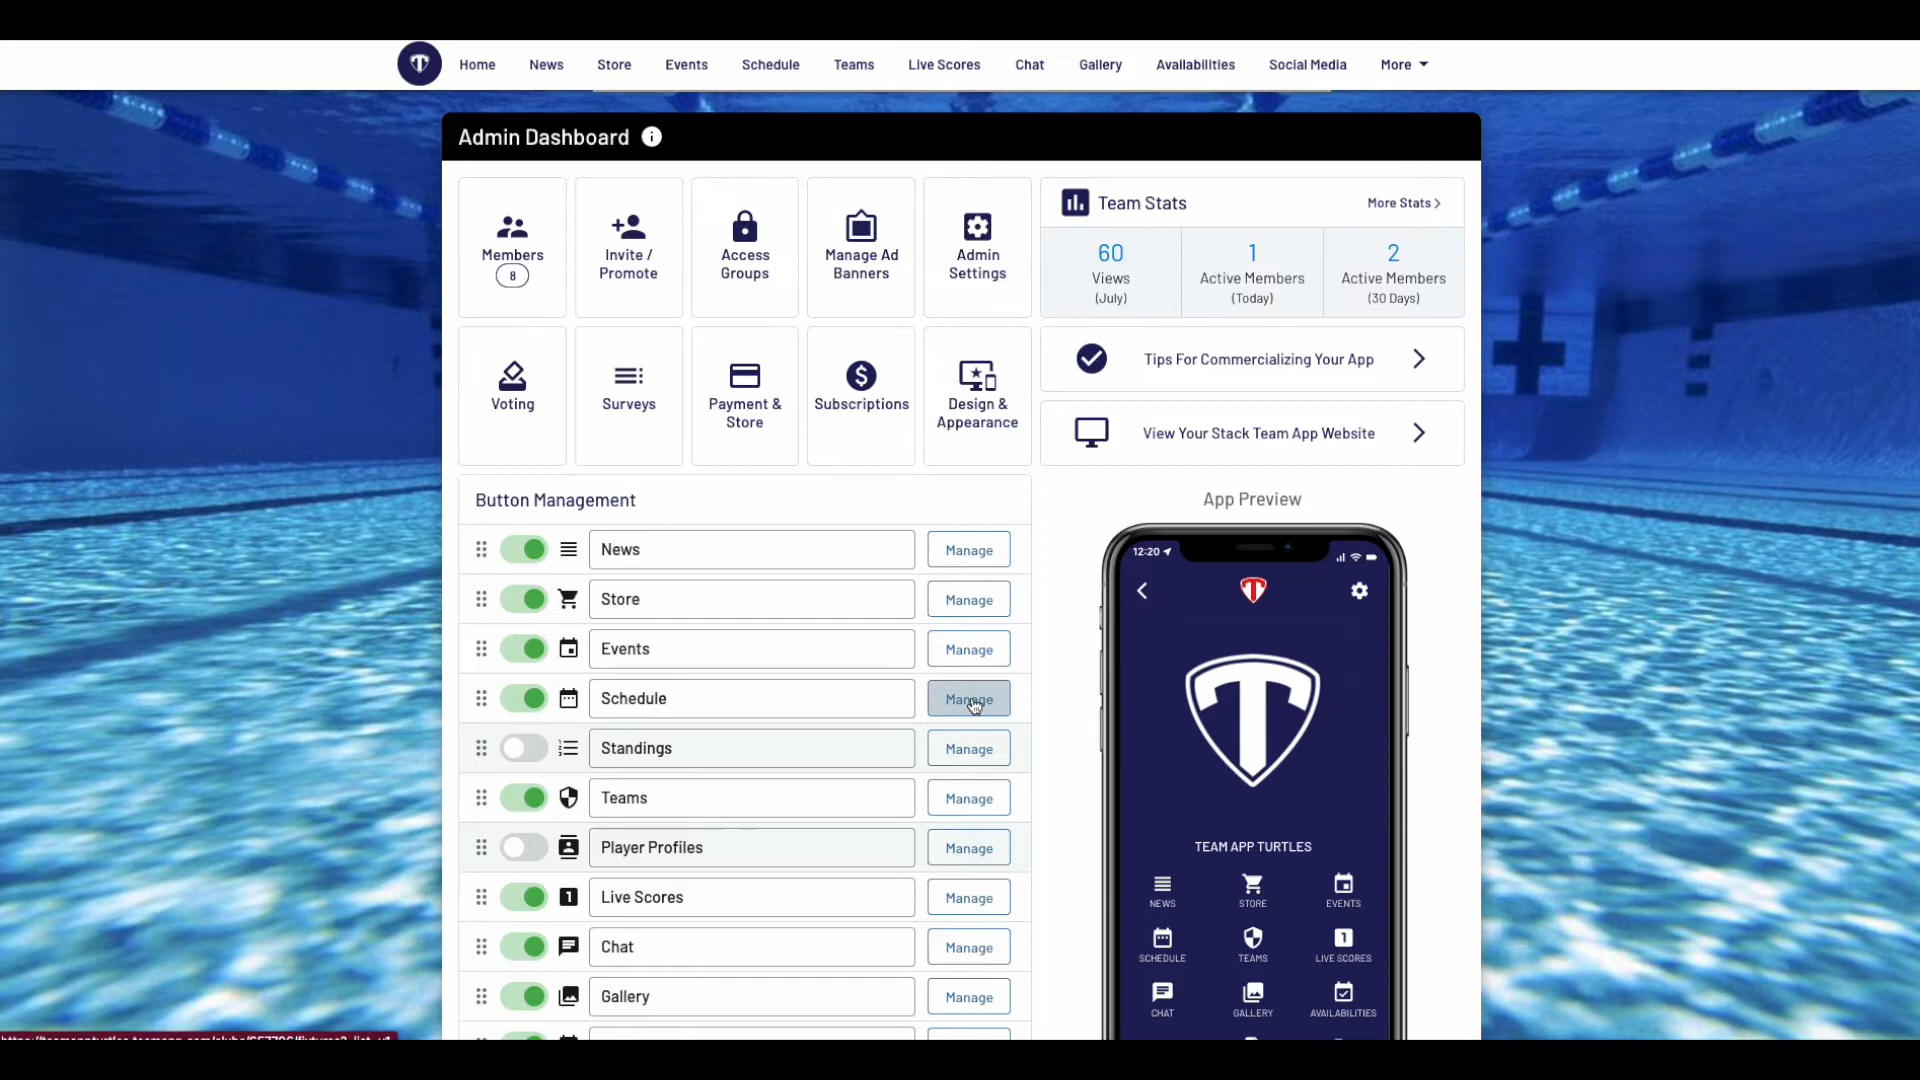 Home News Store Events Schedule Teams Live Scores Chat Gallery Availabilities Social Media More
Admin Dashboard
Members
8
Invite /
Promote
Access
Groups
Manage Ad
Banners
Admin
Settings
Team Stats
More Stats
60
Views
(July)
1
Active Members
(Today)
2
Active Members
(30 Days)
Voting
Surveys
Payment &
Store
Subscriptions
Design &
Appearance
Tips For Commercializing Your App
View Your Stack Team App Website
Button Management
News Manage
Store Manage
Events Manage
Schedule Manage
Standings Manage
Teams Manage
Player Profiles Manage
1 Live Scores Manage
Chat Manage
Gallery Manage
App Preview
12:20
TEAM APP TURTLES
NEWS STORE EVENTS
1
SCHEDULE TEAMS LIVE SCORES
CHAT GALLERY AVAILABILITIES